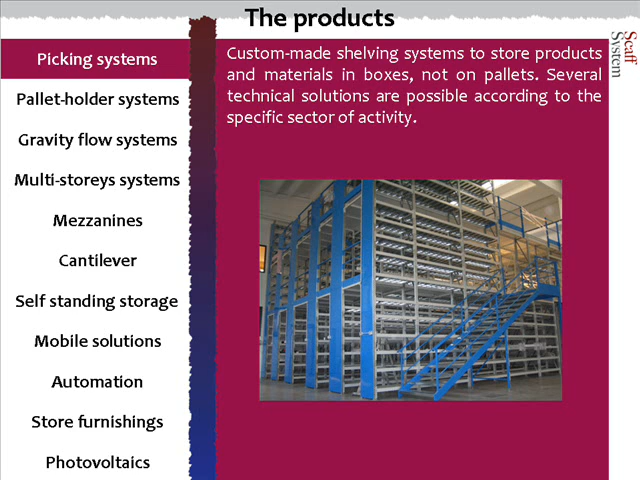 The products
Scaff
System
Picking systems
Pallet-holder systems
Gravity flow systems
Multi-storeys systems
Mezzanines
Cantilever
Self standing storage
Mobile solutions
Automation
Store furnishings
Photovoltaics
Custom-made shelving systems to store products
and materials in boxes, not on pallets. Several
technical solutions are possible according to the
specific sector of activity.